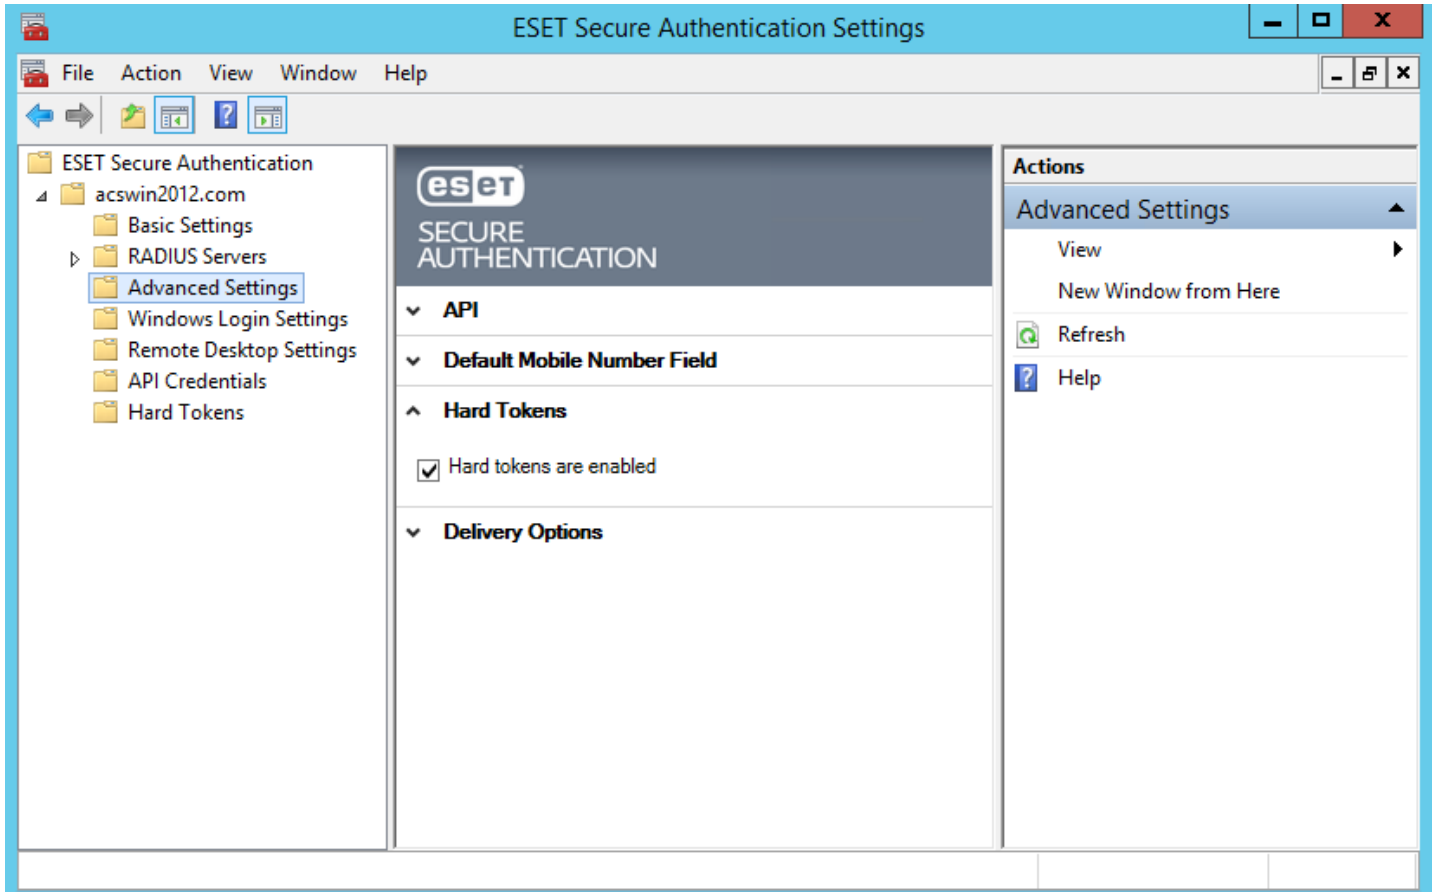 ESET Secure Authentication Settings
File Action View Window Help
ESET Secure Authentication
acswin2012.com
Basic Settings
RADIUS Servers
Advanced Settings
Windows Login Settings
Remote Desktop Settings
API Credentials
Hard Tokens
eseT
SECURE
AUTHENTICATION
API
Default Mobile Number Field
Hard Tokens
Hard tokens are enabled
Delivery Options
Actions
Advanced Settings
View
New Window from Here
Refresh
Help